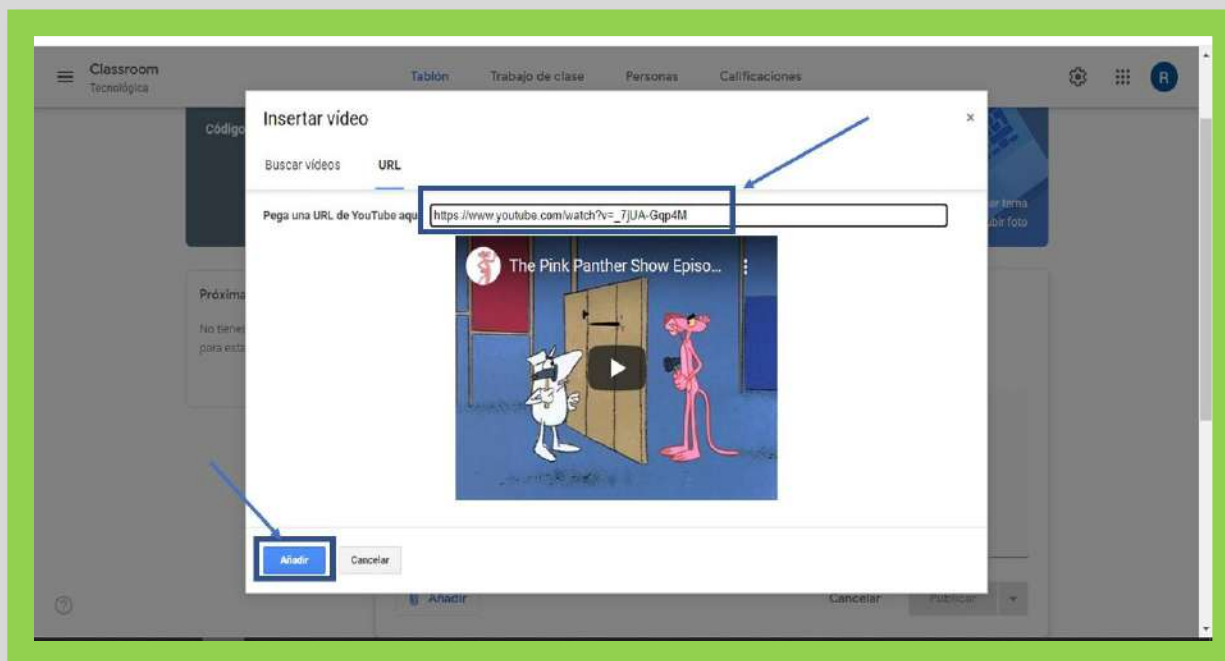 Classroom
Tecnológica
Tablón Trabajo de clase Personas Calificaciones
R
Código
Insertar vídeo ×
Buscar vídeos URL
Pega una URL de YouTube aqu https://www.youtube.com/watch?v=_7jUA-Gqp4M
The Pink Panther Show Episo...
er tema
bir foto
Próxima
No tienes
para esta
Añadir Cancelar
Añadir Cancelar Publicar